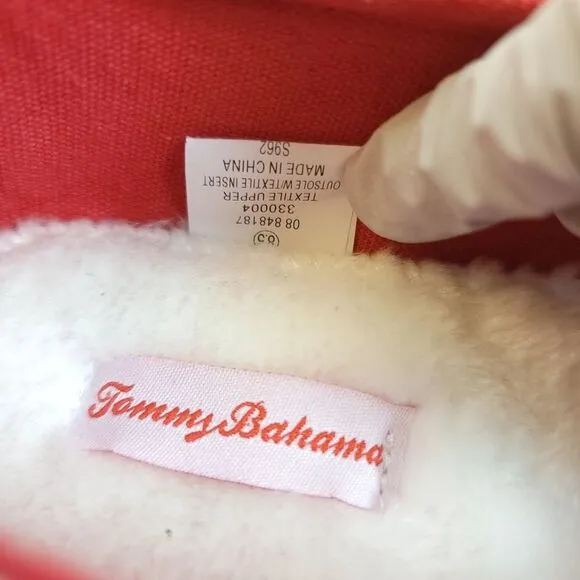 (8.5)
08 848187
330004
TEXTILE UPPER
OUTSOLE W/TEXTILE INSERT
MADE IN CHINA
S962
Tommy Bahama